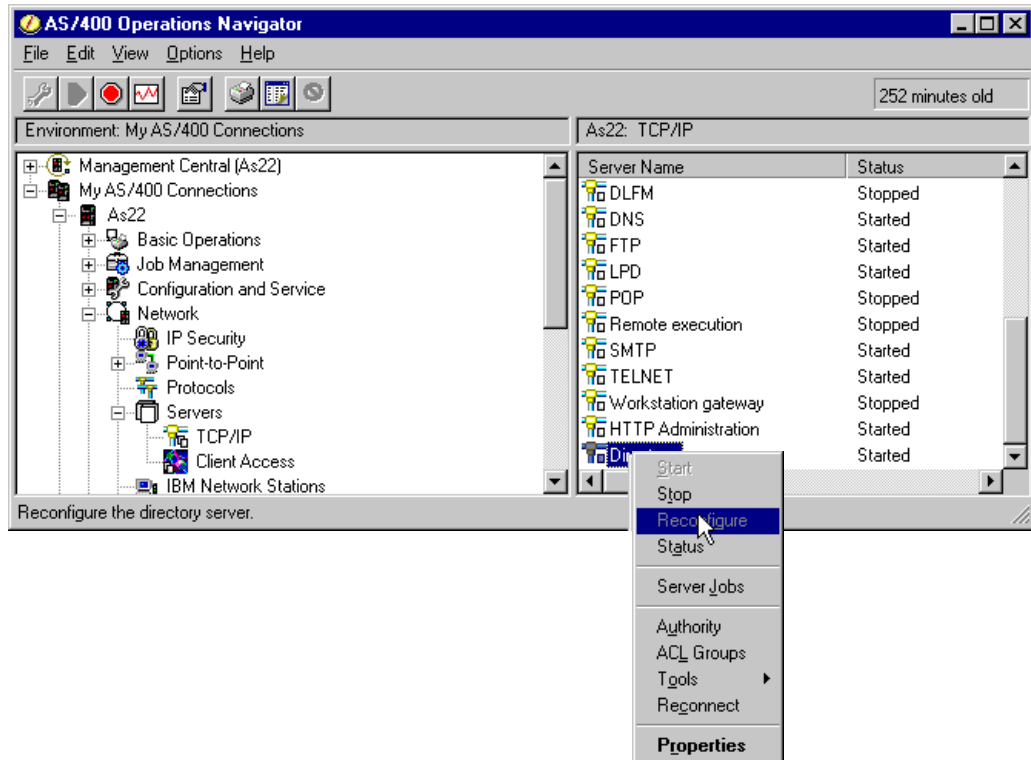 AS/400 Operations Navigator
File Edit View Options Help
252 minutes old
Environment: My AS/400 Connections
As22: TCP/IP
Management Central (As22)
My AS/400 Connections
As22
Basic Operations
Job Management
Configuration and Service
Network
IP Security
Point-to-Point
Protocols
Servers
TCP/IP
Client Access
IBM Network Stations
Server Name Status
DLFM Stopped
DNS Started
FTP Started
LPD Started
POP Stopped
Remote execution Stopped
SMTP Started
TELNET Started
Workstation gateway Stopped
HTTP Administration Started
Started
Reconfigure the directory server.
Start
Stop
Reconfigure
Status
Server Jobs
Authority
ACL Groups
Tools
Reconnect
Properties